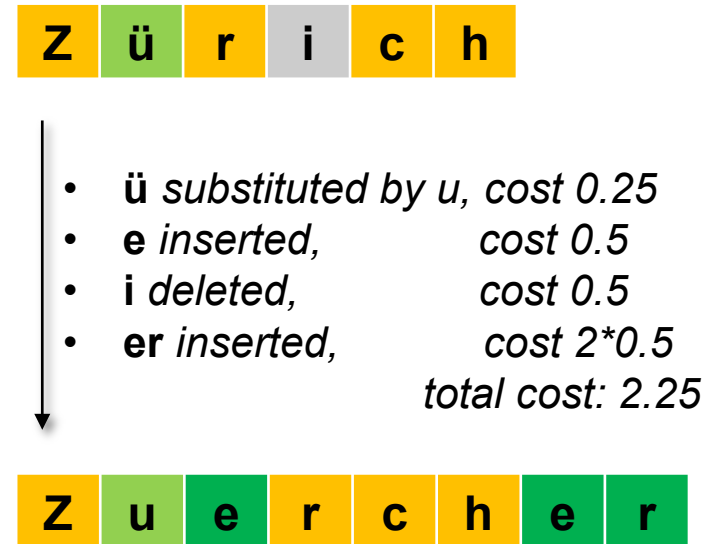 Z ü r i c h
• ü substituted by u, cost 0.25
• e inserted, cost 0.5
• i deleted, cost 0.5
• er inserted, cost 2*0.5
total cost: 2.25
Z u e r c h e r